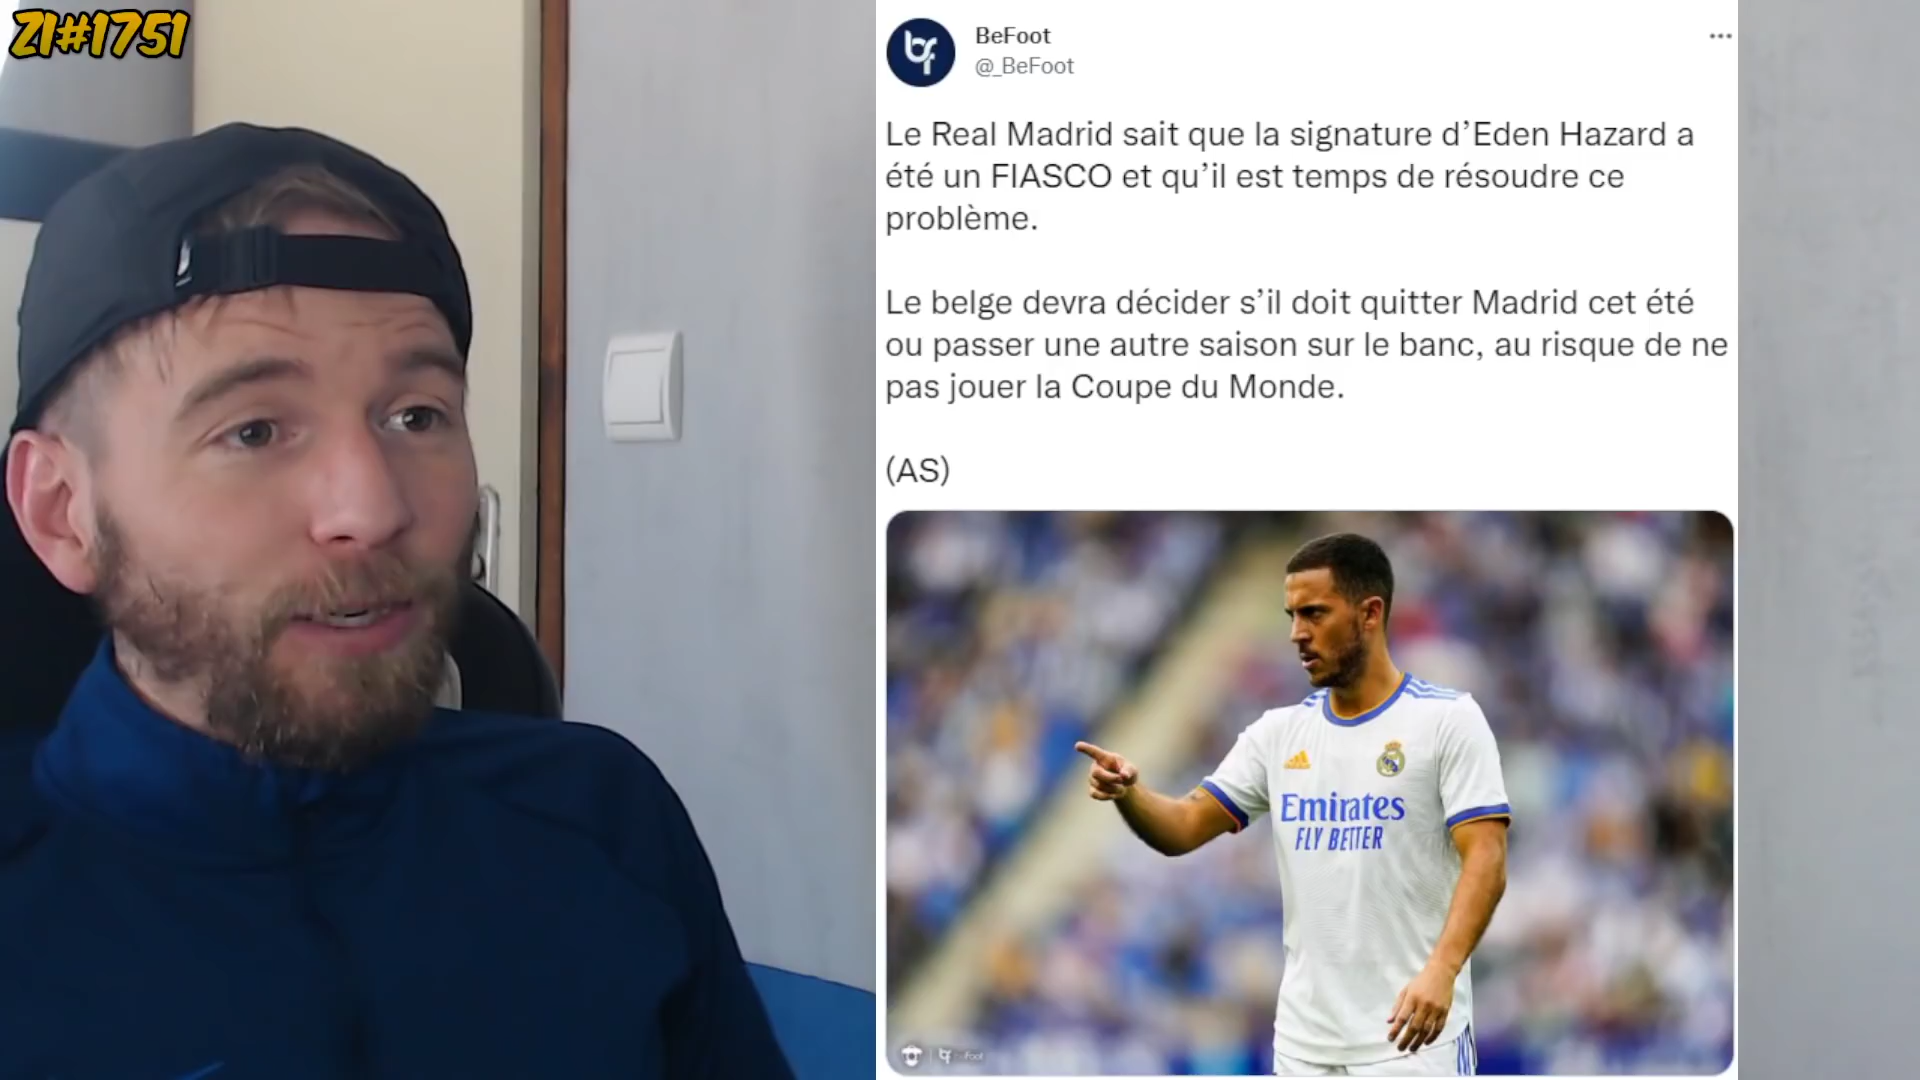 ZI#1751
BeFoot
@_BeFoot
Le Real Madrid sait que la signature d’Eden Hazard a
été un FIASCO et qu’il est temps de résoudre ce
problème.
Le belge devra décider s’il doit quitter Madrid cet été
ou passer une autre saison sur le banc, au risque de ne
pas jouer la Coupe du Monde.
(AS)
Emirates
FLY BETTER
BeFoot